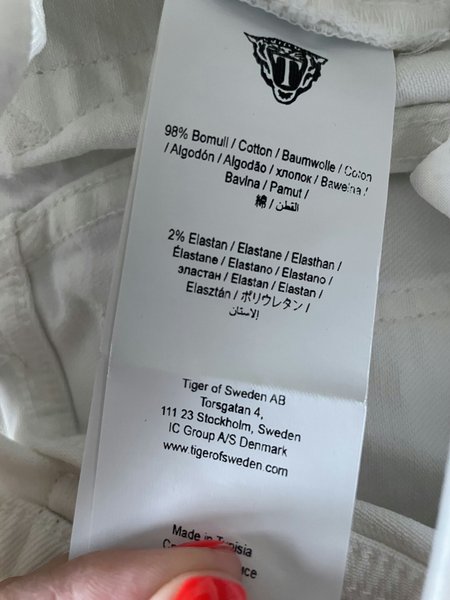 T
98% Bomull / Cotton / Baumwolle / Coton
/ Algodón / Algodão / хлопок / Bawełna /
Bavlna / Pamut /
綿 / القطن /
2% Elastan / Elastane / Elasthan /
Élastane / Elastano / Elastano /
эластан / Elastan / Elastan /
Elasztán / ポリウレタン /
الإستان
Tiger of Sweden AB
Torsgatan 4,
111 23 Stockholm, Sweden
IC Group A/S Denmark
www.tigerofsweden.com
Made in Tunisia